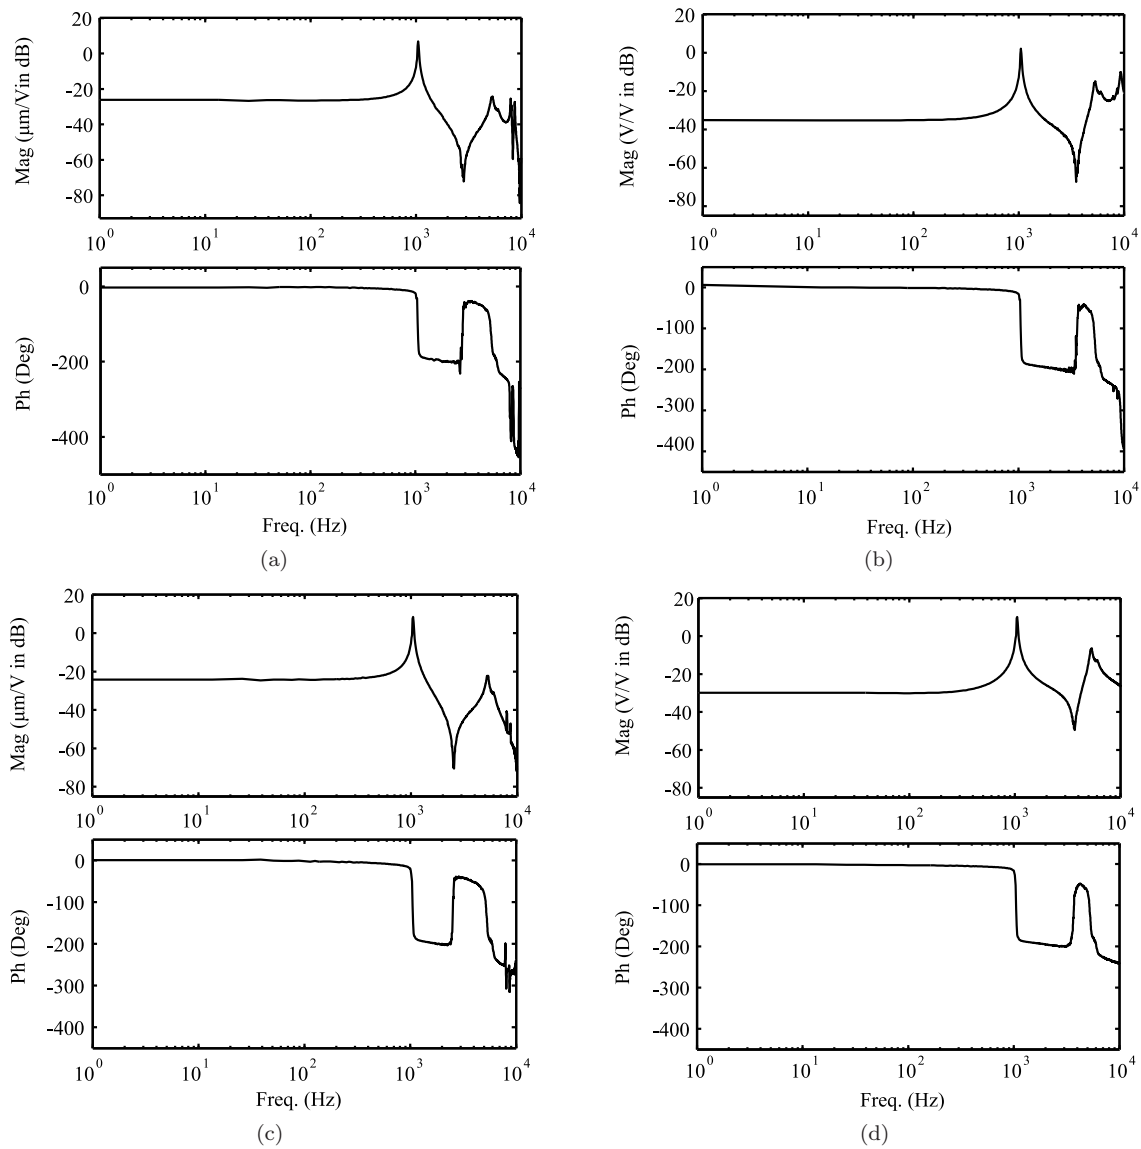 20
0
-20
-40
-60
-80
Mag (µm/Vin dB)
10^0 10^1 10^2 10^3 10^4
0
-200
-400
Ph (Deg)
10^0 10^1 10^2 10^3 10^4
Freq. (Hz)
(a)
20
0
-20
-40
-60
-80
Mag (V/V in dB)
10^0 10^1 10^2 10^3 10^4
0
-100
-200
-300
-400
Ph (Deg)
10^0 10^1 10^2 10^3 10^4
Freq. (Hz)
(b)
20
0
-20
-40
-60
-80
Mag (µm/V in dB)
10^0 10^1 10^2 10^3 10^4
0
-100
-200
-300
-400
Ph (Deg)
10^0 10^1 10^2 10^3 10^4
Freq. (Hz)
(c)
20
0
-20
-40
-60
-80
Mag (V/V in dB)
10^0 10^1 10^2 10^3 10^4
0
-100
-200
-300
-400
Ph (Deg)
10^0 10^1 10^2 10^3 10^4
Freq. (Hz)
(d)